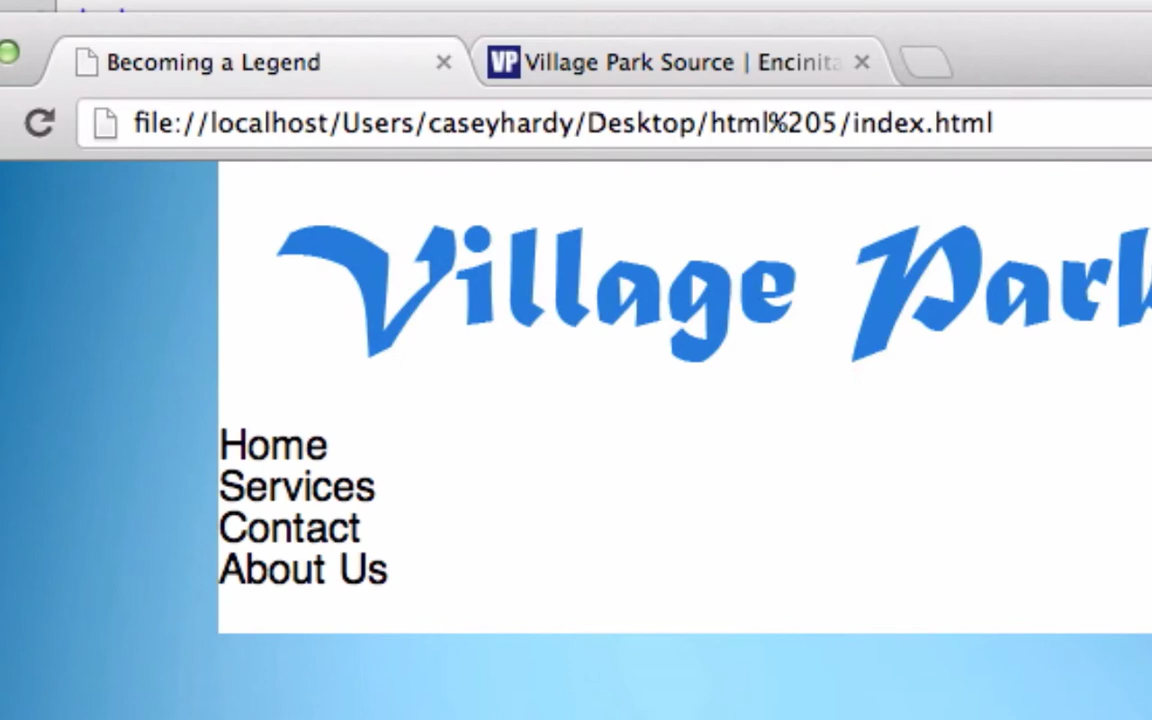 Becoming a Legend
VP Village Park Source | Encinita
file://localhost/Users/caseyhardy/Desktop/html%205/index.html
Village Park
Home
Services
Contact
About Us